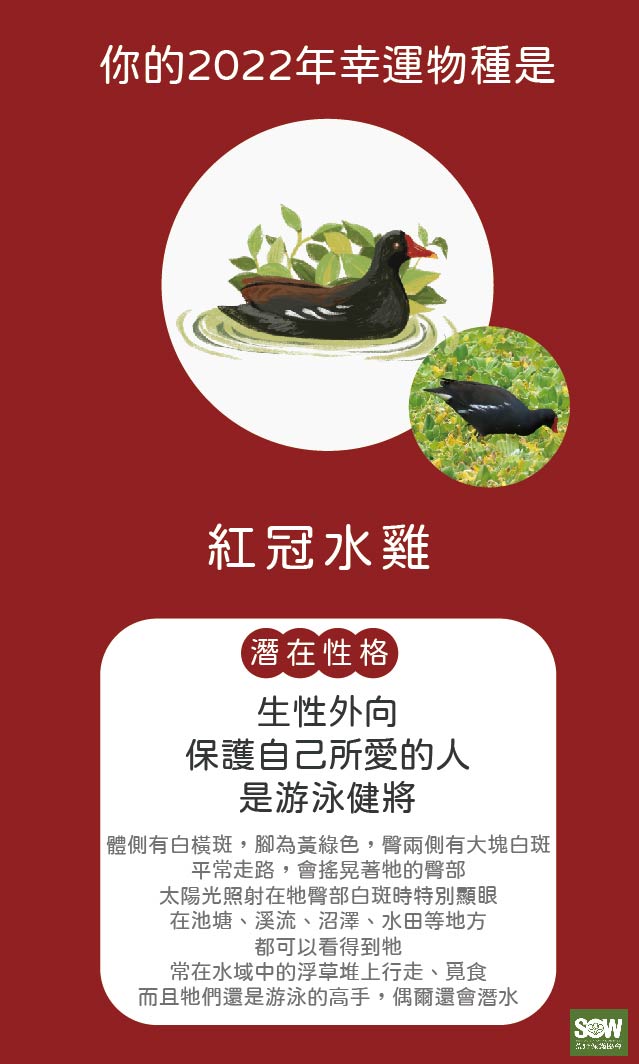 你的2022年幸運物種是
紅冠水雞
潛在性格
生性外向
保護自己所愛的人
是游泳健將
體側有白橫斑，腳為黃綠色，臀兩側有大塊白斑
平常走路，會搖晃著牠的臀部
太陽光照射在牠臀部白斑時特別顯眼
在池塘、溪流、沼澤、水田等地方
都可以看得到牠
常在水域中的浮草堆上行走、覓食
而且牠們還是游泳的高手，偶爾還會潛水
SOW
荒野保護協會